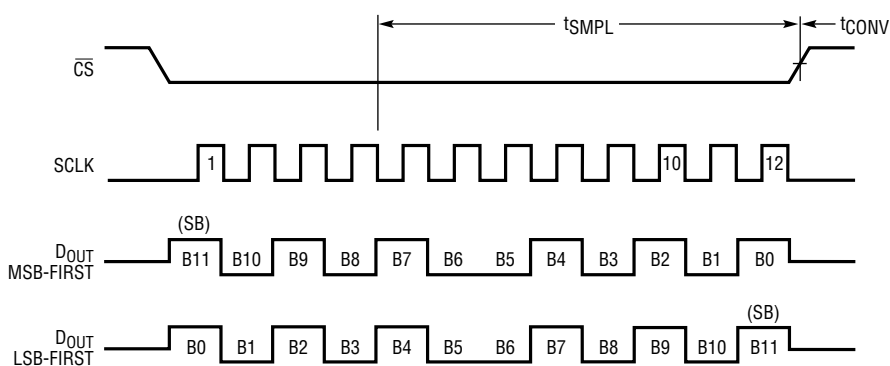 tSMPL tCONV
CS
SCLK 1 10 12
(SB)
DOUT
MSB-FIRST B11 B10 B9 B8 B7 B6 B5 B4 B3 B2 B1 B0
(SB)
DOUT
LSB-FIRST B0 B1 B2 B3 B4 B5 B6 B7 B8 B9 B10 B11